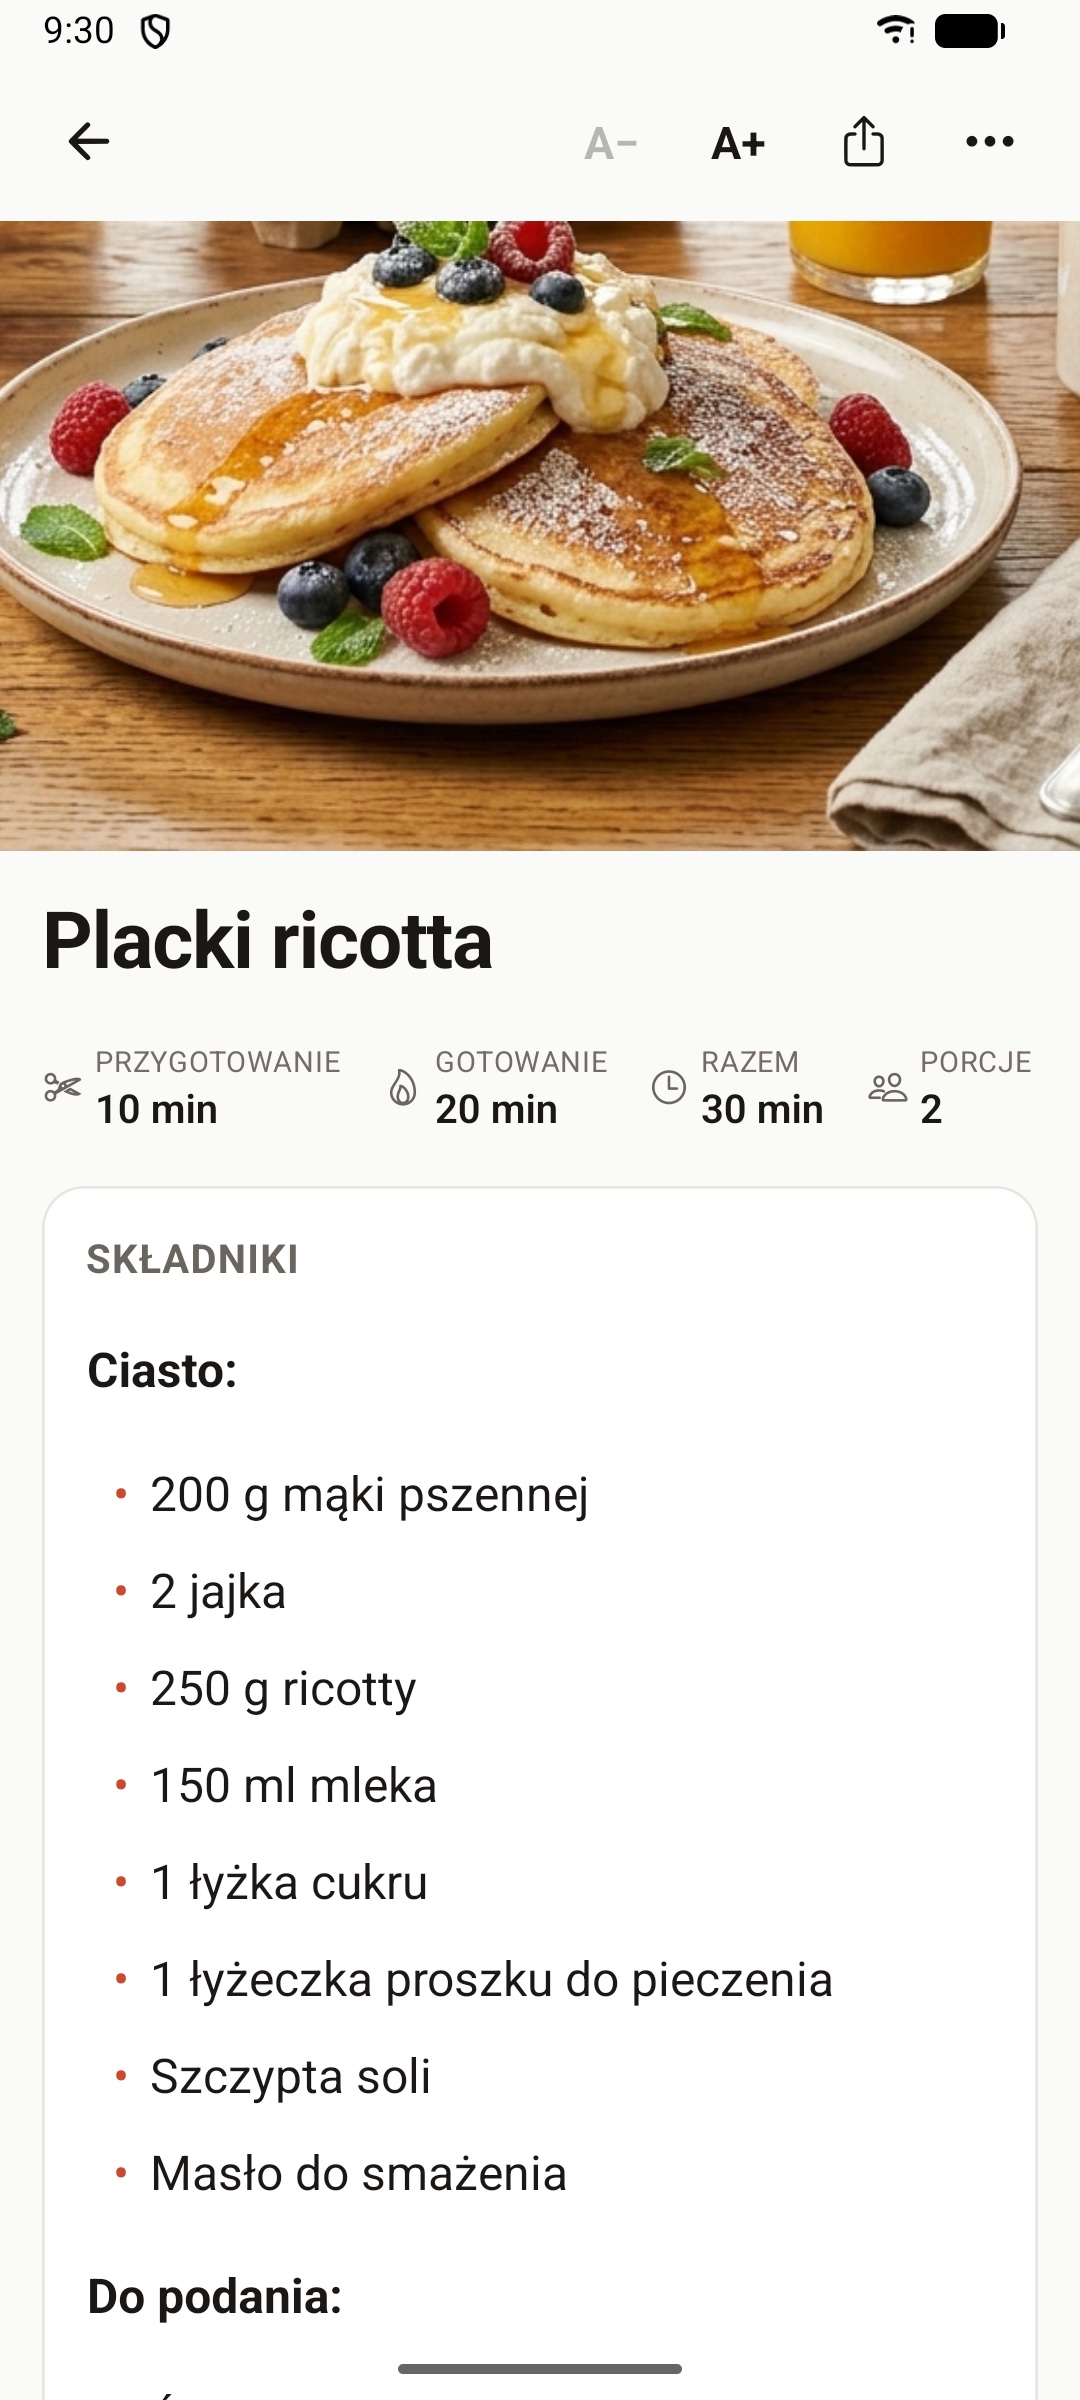 9:30
A− A+
Placki ricotta
PRZYGOTOWANIE GOTOWANIE RAZEM PORCJE
10 min 20 min 30 min 2
SKŁADNIKI
Ciasto:
• 200 g mąki pszennej
• 2 jajka
• 250 g ricotty
• 150 ml mleka
• 1 łyżka cukru
• 1 łyżeczka proszku do pieczenia
• Szczypta soli
• Masło do smażenia
Do podania: